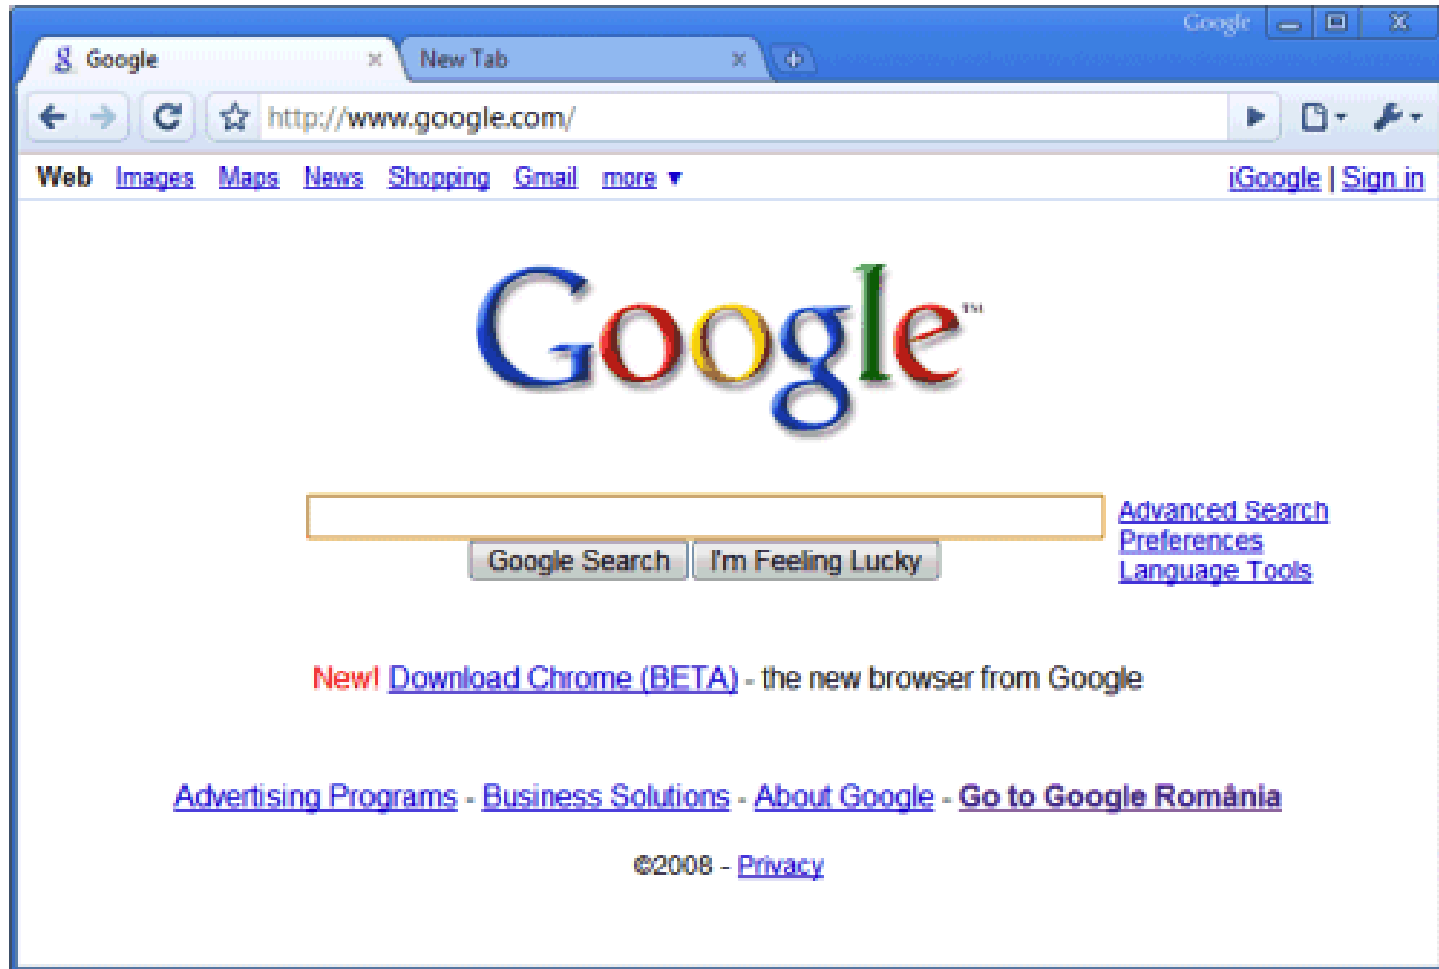 Google
Google New Tab
http://www.google.com/
Web Images Maps News Shopping Gmail more ▼ iGoogle | Sign in
Google™
Advanced Search
Preferences
Language Tools
Google Search I'm Feeling Lucky
New! Download Chrome (BETA) - the new browser from Google
Advertising Programs - Business Solutions - About Google - Go to Google România
©2008 - Privacy